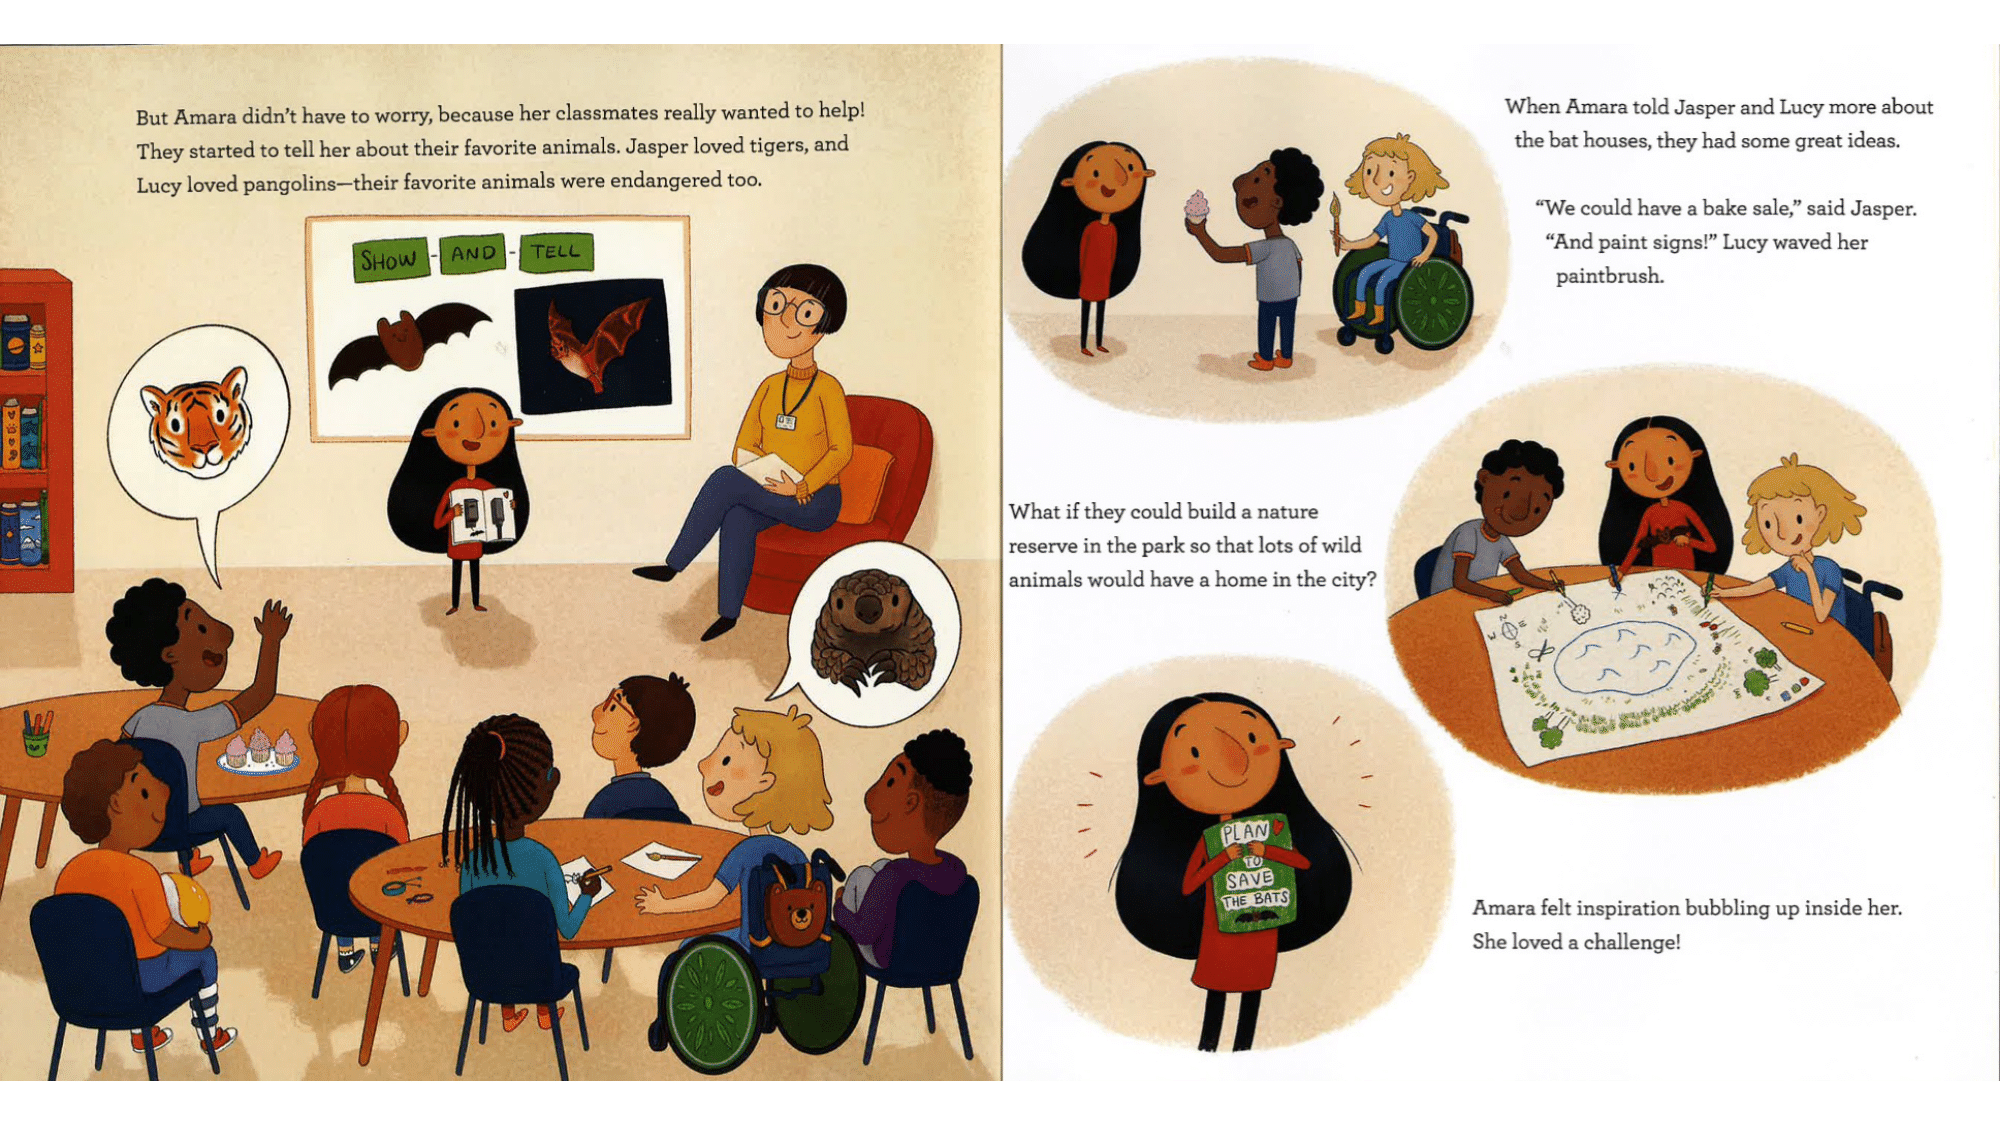 But Amara didn't have to worry, because her classmates really wanted to help!
They started to tell her about their favorite animals. Jasper loved tigers, and
Lucy loved pangolins—their favorite animals were endangered too.
SHOW - AND - TELL
When Amara told Jasper and Lucy more about
the bat houses, they had some great ideas.
“We could have a bake sale,” said Jasper.
“And paint signs!” Lucy waved her
paintbrush.
What if they could build a nature
reserve in the park so that lots of wild
animals would have a home in the city?
PLAN
TO
SAVE
THE BATS
Amara felt inspiration bubbling up inside her.
She loved a challenge!